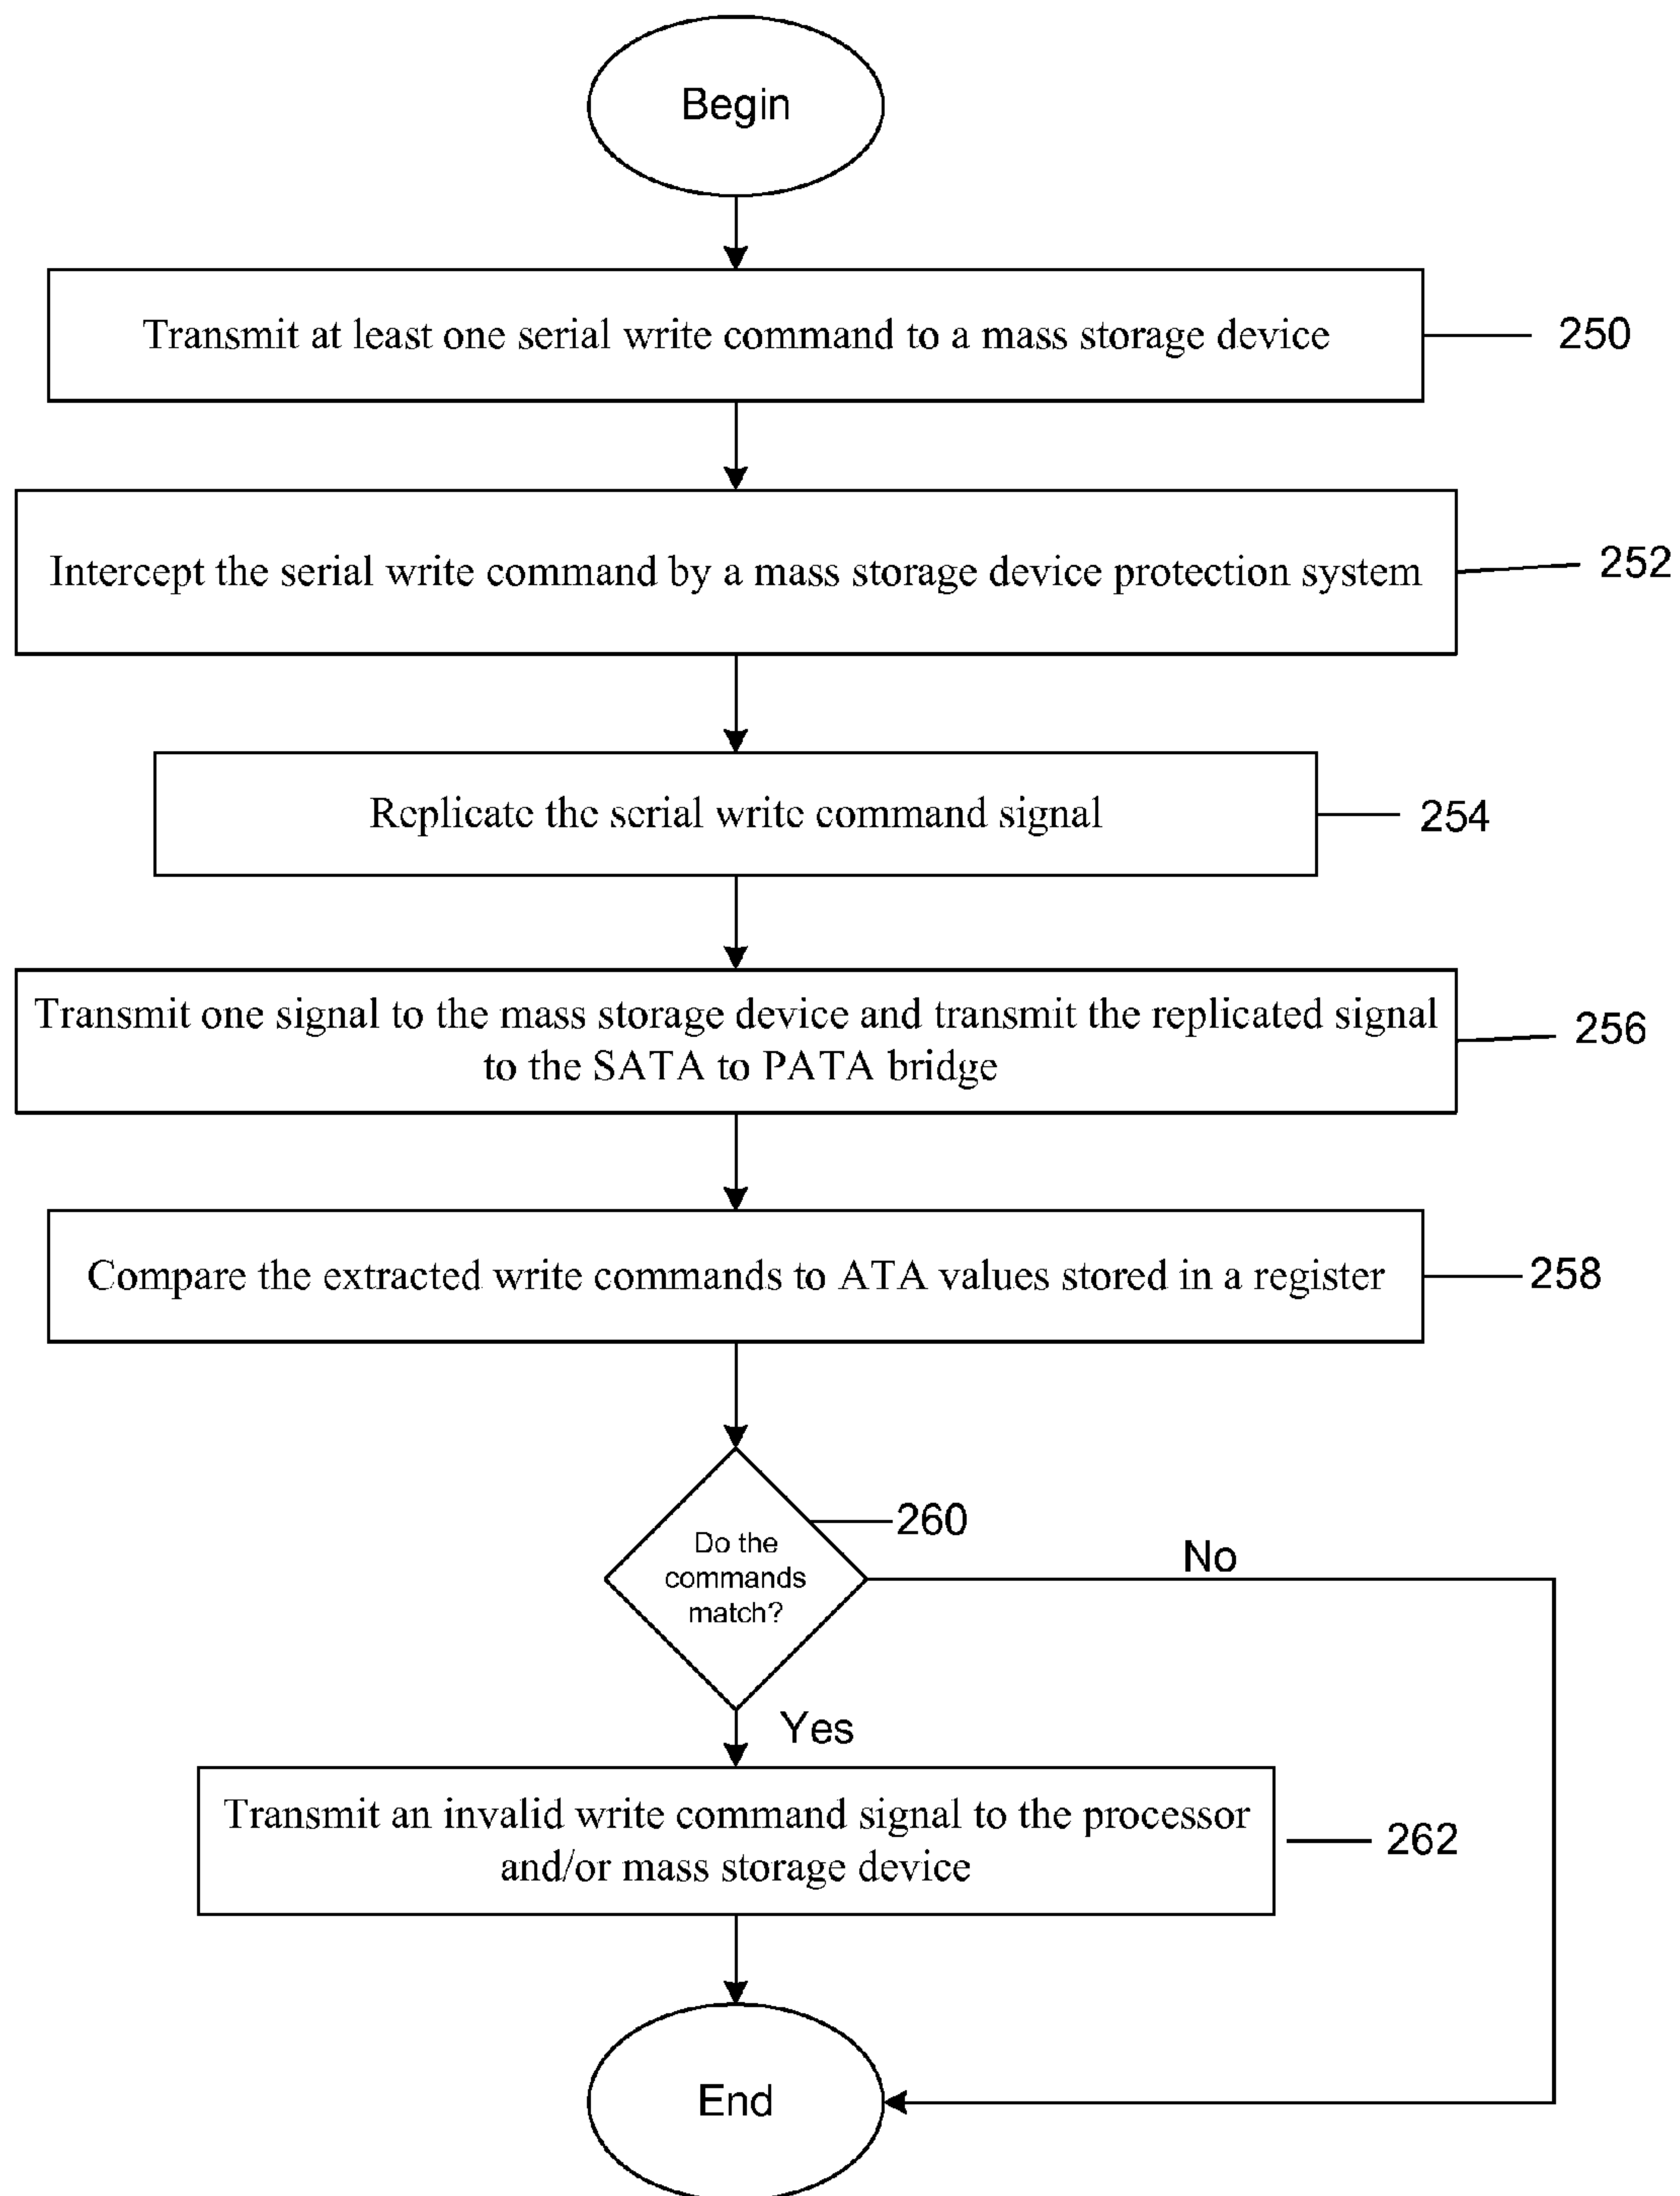 Begin
Transmit at least one serial write command to a mass storage device
250
Intercept the serial write command by a mass storage device protection system
252
Replicate the serial write command signal
254
Transmit one signal to the mass storage device and transmit the replicated signal
to the SATA to PATA bridge
256
Compare the extracted write commands to ATA values stored in a register
258
260
Do the
commands
match?
No
Yes
Transmit an invalid write command signal to the processor
and/or mass storage device
262
End